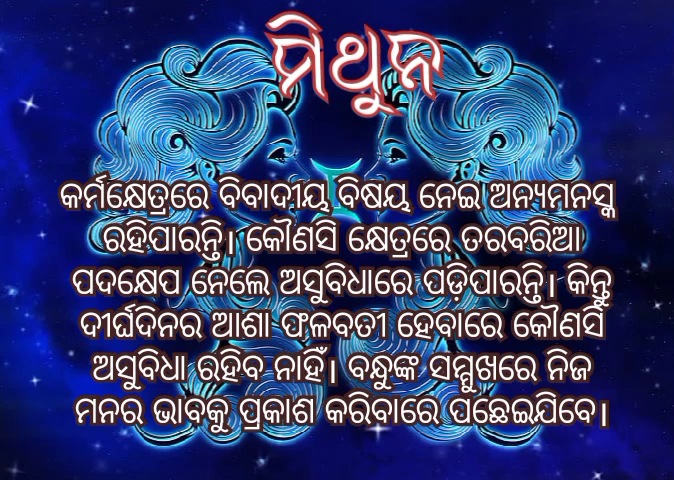 ମିଥୁନ
କର୍ମକ୍ଷେତ୍ରରେ ବିବାଦୀୟ ବିଷୟ ନେଇ ଅନ୍ୟମନସ୍କ
ରହିପାରନ୍ତି। କୌଣସି କ୍ଷେତ୍ରରେ ତରବରିଆ
ପଦକ୍ଷେପ ନେଲେ ଅସୁବିଧାରେ ପଡ଼ିପାରନ୍ତି। କିନ୍ତୁ
ଦୀର୍ଘଦିନର ଆଶା ଫଳବତୀ ହେବାରେ କୌଣସି
ଅସୁବିଧା ରହିବ ନାହିଁ। ବନ୍ଧୁଙ୍କ ସମ୍ମୁଖରେ ନିଜ
ମନର ଭାବକୁ ପ୍ରକାଶ କରିବାରେ ପଛେଇଯିବେ।